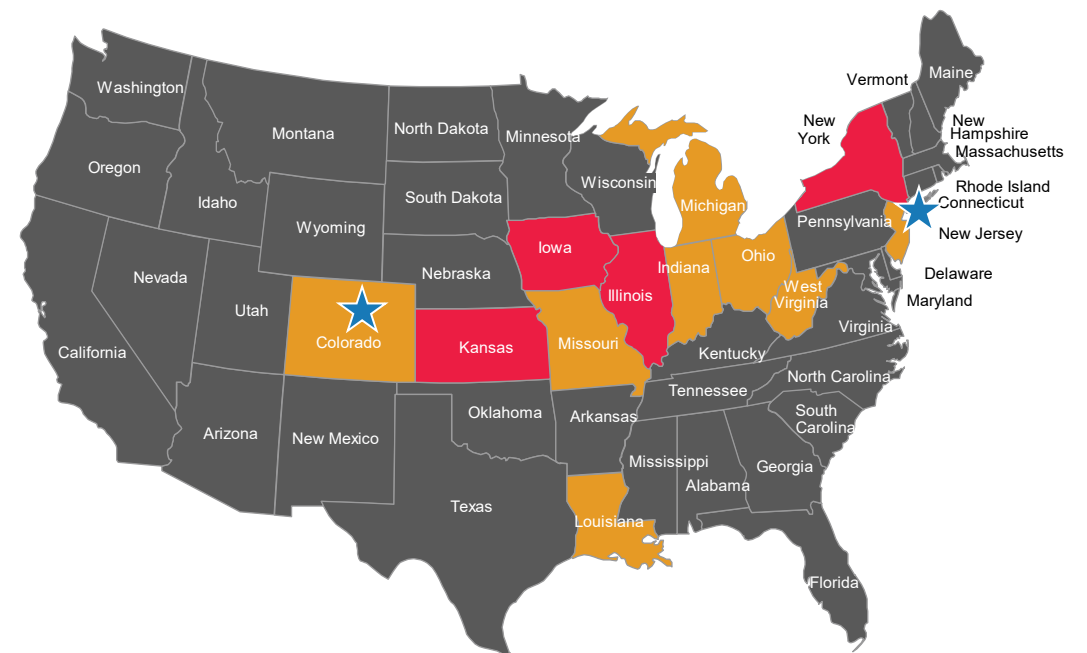 Maine
Vermont
Washington
New
York
New
Hampshire
Massachusetts
Montana
North Dakota
Minnesota
Oregon
Wisconsin
Rhode Island
Connecticut
Idaho
South Dakota
Michigan
Pennsylvania
Wyoming
New Jersey
Iowa
Ohio
Indiana
Nevada
Nebraska
Delaware
West
Virginia
Illinois
Maryland
Utah
Virginia
Colorado
Kansas
Missouri
California
Kentucky
North Carolina
Tennessee
Oklahoma
Arkansas
South
Carolina
Arizona
New Mexico
Mississippi
Georgia
Alabama
Texas
Louisiana
Florida